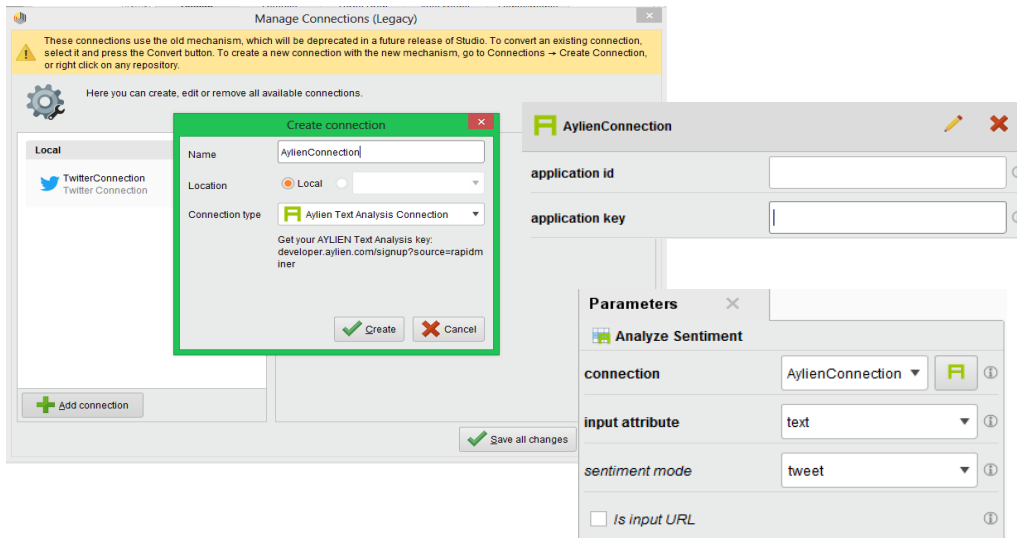 Manage Connections (Legacy)
These connections use the old mechanism, which will be deprecated in a future release of Studio. To convert an existing connection,
select it and press the Convert button. To create a new connection with the new mechanism, go to Connections → Create Connection,
or right click on any repository.
Here you can create, edit or remove all available connections.
Local
TwitterConnection
Twitter Connection
Add connection
Save all changes
Create connection
Name
AylienConnection
Location
Local
Connection type
Aylien Text Analysis Connection
Get your AYLIEN Text Analysis key:
developer.aylien.com/signup?source=rapidm
iner
Create
Cancel
AylienConnection
application id
application key
Parameters
Analyze Sentiment
connection
AylienConnection
input attribute
text
sentiment mode
tweet
Is input URL